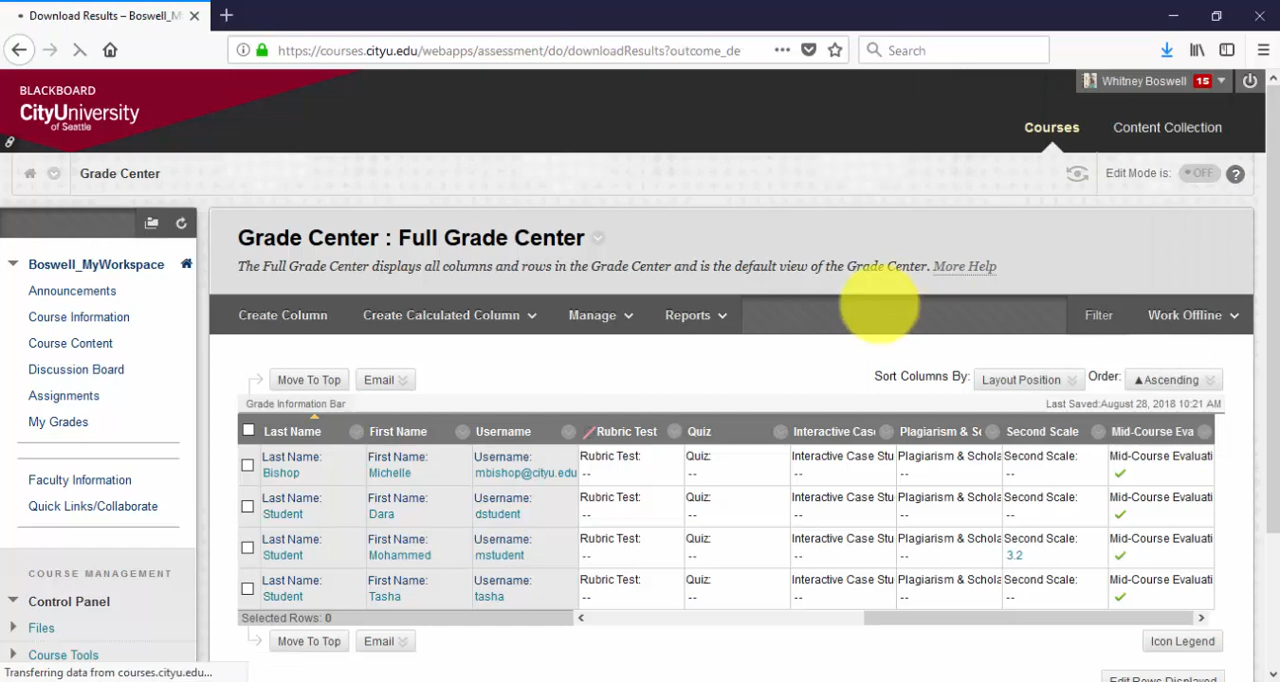 Download Results – Boswell_M
https://courses.cityu.edu/webapps/assessment/do/downloadResults?outcome_de
Search
BLACKBOARD
CityUniversity
of Seattle
Whitney Boswell 15
Courses Content Collection
Grade Center
Edit Mode is: OFF ?
Boswell_MyWorkspace
Announcements
Course Information
Course Content
Discussion Board
Assignments
My Grades
Faculty Information
Quick Links/Collaborate
COURSE MANAGEMENT
Control Panel
Files
Course Tools
Transferring data from courses.cityu.edu...
Grade Center : Full Grade Center
The Full Grade Center displays all columns and rows in the Grade Center and is the default view of the Grade Center. More Help
Create Column Create Calculated Column Manage Reports Filter Work Offline
Move To Top Email Sort Columns By: Layout Position Order: ▲Ascending
Grade Information Bar Last Saved:August 28, 2018 10:21 AM
Last Name First Name Username Rubric Test Quiz Interactive Case Plagiarism & Sc Second Scale Mid-Course Eva
Last Name: First Name: Username: Rubric Test: Quiz: Interactive Case Stu Plagiarism & Schola Second Scale: Mid-Course Evaluati
Bishop Michelle mbishop@cityu.edu -- -- -- -- --
Last Name: First Name: Username: Rubric Test: Quiz: Interactive Case Stu Plagiarism & Schola Second Scale: Mid-Course Evaluati
Student Dara dstudent -- -- -- -- --
Last Name: First Name: Username: Rubric Test: Quiz: Interactive Case Stu Plagiarism & Schola Second Scale: Mid-Course Evaluati
Student Mohammed mstudent -- -- -- -- 3.2
Last Name: First Name: Username: Rubric Test: Quiz: Interactive Case Stu Plagiarism & Schola Second Scale: Mid-Course Evaluati
Student Tasha tasha -- -- -- -- --
Selected Rows: 0
Move To Top Email Icon Legend
Edit Rows Displayed